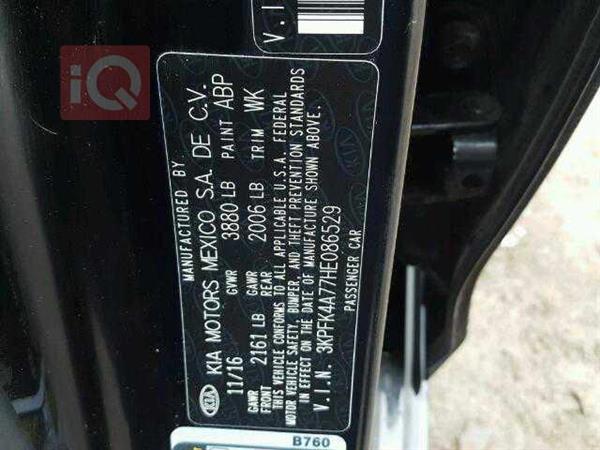 iQ
V.I
MANUFACTURED BY
KIA KIA MOTORS MEXICO S.A. DE C.V.
11/16 GVWR 3880 LB PAINT ABP
GAWR FRONT 2161 LB GAWR REAR 2006 LB TRIM WK
THIS VEHICLE CONFORMS TO ALL APPLICABLE U.S.A. FEDERAL
MOTOR VEHICLE SAFETY, BUMPER, AND THEFT PREVENTION STANDARDS
IN EFFECT ON THE DATE OF MANUFACTURE SHOWN ABOVE.
V.I.N. 3KPFK4A77HE086529
PASSENGER CAR
B760